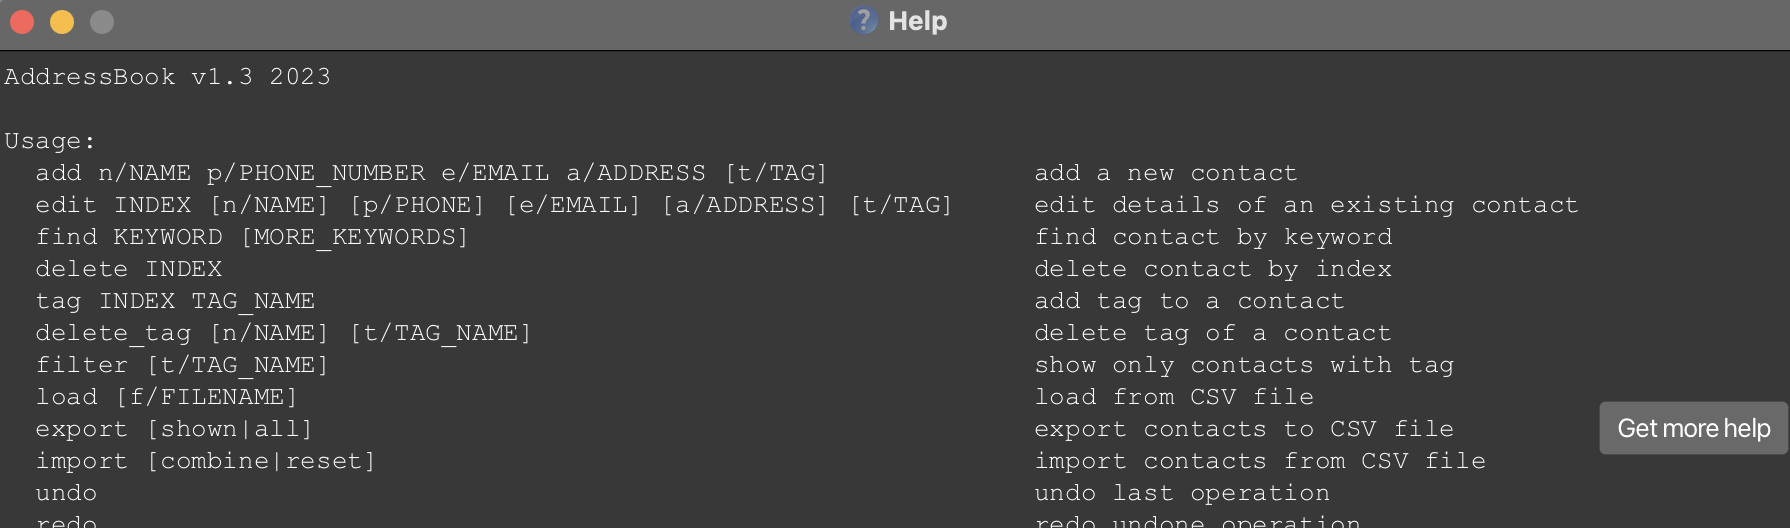 Help
AddressBook v1.3 2023
Usage:
add n/NAME p/PHONE_NUMBER e/EMAIL a/ADDRESS [t/TAG] add a new contact
edit INDEX [n/NAME] [p/PHONE] [e/EMAIL] [a/ADDRESS] [t/TAG] edit details of an existing contact
find KEYWORD [MORE_KEYWORDS] find contact by keyword
delete INDEX delete contact by index
tag INDEX TAG_NAME add tag to a contact
delete_tag [n/NAME] [t/TAG_NAME] delete tag of a contact
filter [t/TAG_NAME] show only contacts with tag
load [f/FILENAME] load from CSV file
export [shown|all] export contacts to CSV file
Get more help
import [combine|reset] import contacts from CSV file
undo undo last operation
redo redo undone operation